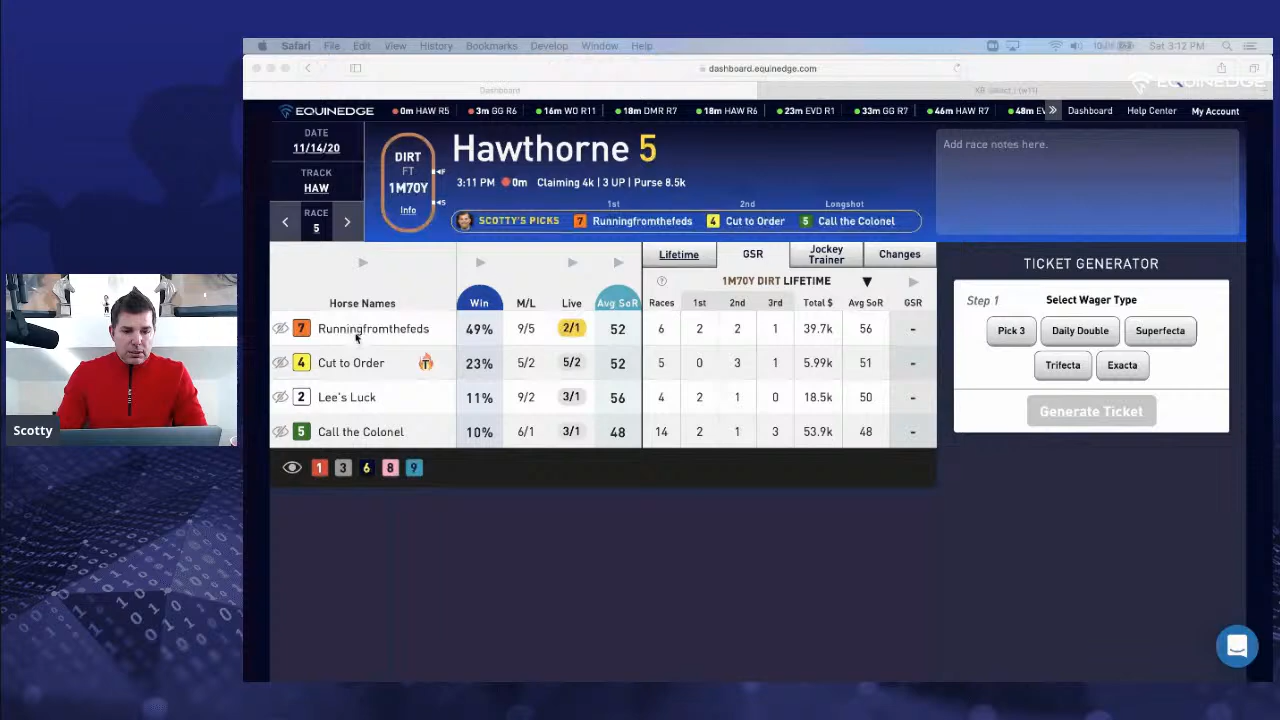 Safari File Edit View History Bookmarks Develop Window Help Sat 3:12 PM
dashboard.equinedge.com
EQUINEDGE
Dashboard
EQUINEDGE 0m HAW R5 3m GG R6 16m WO R11 18m DMR R7 18m HAW R6 23m EVD R1 33m GG R7 46m HAW R7 48m EV » Dashboard Help Center My Account
DATE
11/14/20
TRACK
HAW
RACE
5
DIRT
FT
1M70Y
Info
F
S
Hawthorne 5
3:11 PM 0m Claiming 4k | 3 UP | Purse 8.5k
1st 2nd Longshot
SCOTTY'S PICKS 7 Runningfromthefeds 4 Cut to Order 5 Call the Colonel
Add race notes here.
Lifetime GSR Jockey Trainer Changes
1M70Y DIRT LIFETIME
Horse Names Win M/L Live Avg SoR Races 1st 2nd 3rd Total $ Avg SoR GSR
7 Runningfromthefeds 49% 9/5 2/1 52 6 2 2 1 39.7k 56 -
4 Cut to Order T 23% 5/2 5/2 52 5 0 3 1 5.99k 51 -
2 Lee's Luck 11% 9/2 3/1 56 4 2 1 0 18.5k 50 -
5 Call the Colonel 10% 6/1 3/1 48 14 2 1 3 53.9k 48 -
1 3 6 8 9
TICKET GENERATOR
Step 1 Select Wager Type
Pick 3 Daily Double Superfecta
Trifecta Exacta
Generate Ticket
Scotty